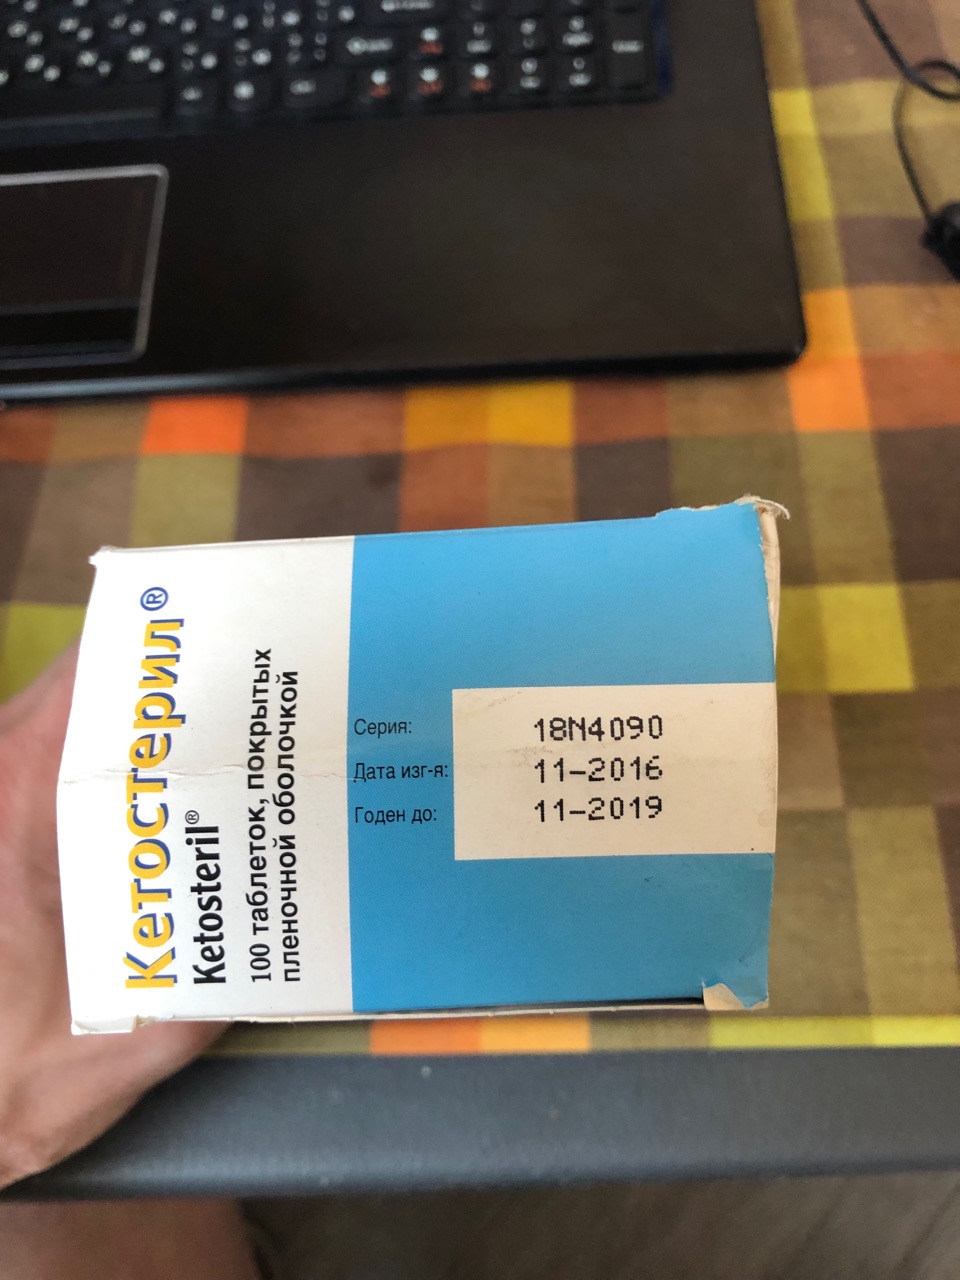 Кетостерил®
Ketosteril®
100 таблеток, покрытых
пленочной оболочкой
Серия: 18N4090
Дата изг-я: 11-2016
Годен до: 11-2019